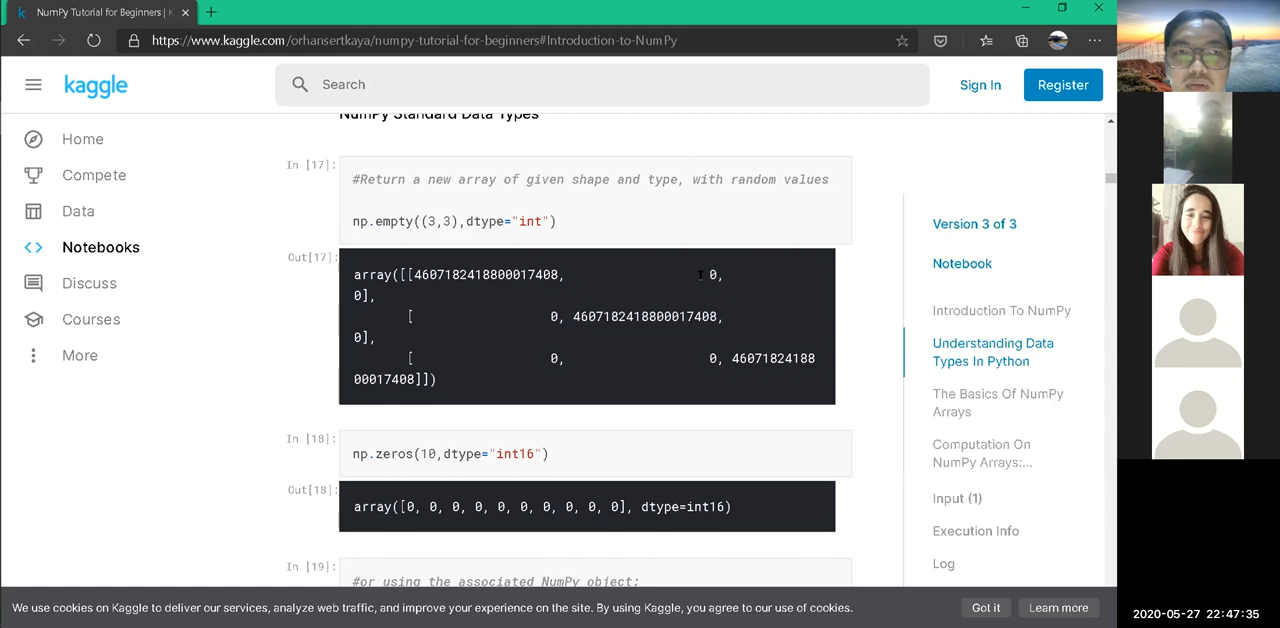 NumPy Tutorial for Beginners | K
https://www.kaggle.com/orhansertkaya/numpy-tutorial-for-beginners#Introduction-to-NumPy
kaggle
Search
Sign In
Register
Home
Compete
Data
Notebooks
Discuss
Courses
More
NumPy Standard Data Types
In [17]:
#Return a new array of given shape and type, with random values
np.empty((3,3),dtype="int")
Out[17]:
array([[4607182418800017408, 0,
0],
[ 0, 4607182418800017408,
0],
[ 0, 0, 46071824188
00017408]])
In [18]:
np.zeros(10,dtype="int16")
Out[18]:
array([0, 0, 0, 0, 0, 0, 0, 0, 0, 0], dtype=int16)
In [19]:
#or using the associated NumPy object:
Version 3 of 3
Notebook
Introduction To NumPy
Understanding Data
Types In Python
The Basics Of NumPy
Arrays
Computation On
NumPy Arrays:...
Input (1)
Execution Info
Log
We use cookies on Kaggle to deliver our services, analyze web traffic, and improve your experience on the site. By using Kaggle, you agree to our use of cookies.
Got it
Learn more
2020-05-27 22:47:35